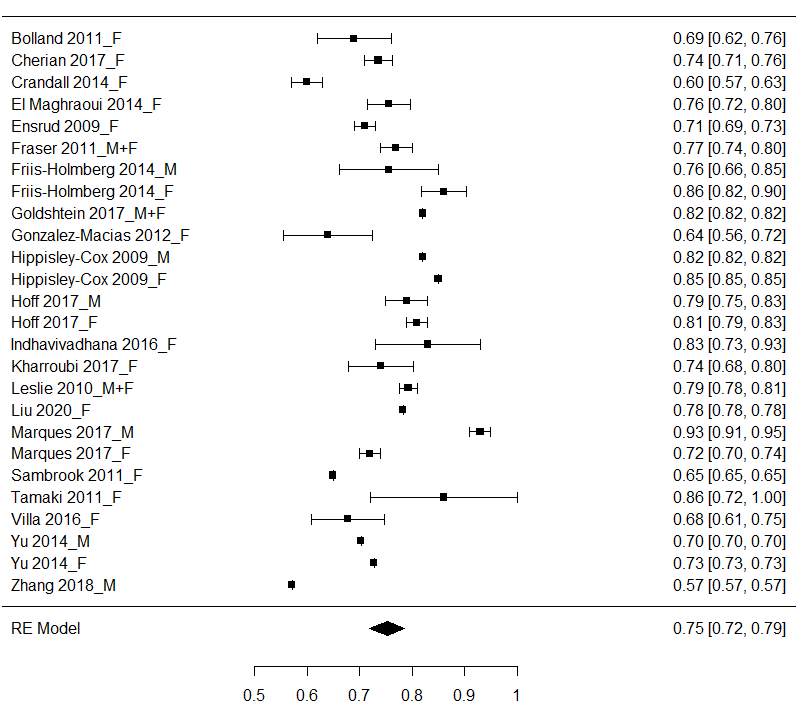 Bolland 2011_F 0.69 [0.62, 0.76]
Cherian 2017_F 0.74 [0.71, 0.76]
Crandall 2014_F 0.60 [0.57, 0.63]
El Maghraoui 2014_F 0.76 [0.72, 0.80]
Ensrud 2009_F 0.71 [0.69, 0.73]
Fraser 2011_M+F 0.77 [0.74, 0.80]
Friis-Holmberg 2014_M 0.76 [0.66, 0.85]
Friis-Holmberg 2014_F 0.86 [0.82, 0.90]
Goldshtein 2017_M+F 0.82 [0.82, 0.82]
Gonzalez-Macias 2012_F 0.64 [0.56, 0.72]
Hippisley-Cox 2009_M 0.82 [0.82, 0.82]
Hippisley-Cox 2009_F 0.85 [0.85, 0.85]
Hoff 2017_M 0.79 [0.75, 0.83]
Hoff 2017_F 0.81 [0.79, 0.83]
Indhavivadhana 2016_F 0.83 [0.73, 0.93]
Kharroubi 2017_F 0.74 [0.68, 0.80]
Leslie 2010_M+F 0.79 [0.78, 0.81]
Liu 2020_F 0.78 [0.78, 0.78]
Marques 2017_M 0.93 [0.91, 0.95]
Marques 2017_F 0.72 [0.70, 0.74]
Sambrook 2011_F 0.65 [0.65, 0.65]
Tamaki 2011_F 0.86 [0.72, 1.00]
Villa 2016_F 0.68 [0.61, 0.75]
Yu 2014_M 0.70 [0.70, 0.70]
Yu 2014_F 0.73 [0.73, 0.73]
Zhang 2018_M 0.57 [0.57, 0.57]
RE Model 0.75 [0.72, 0.79]
0.5 0.6 0.7 0.8 0.9 1